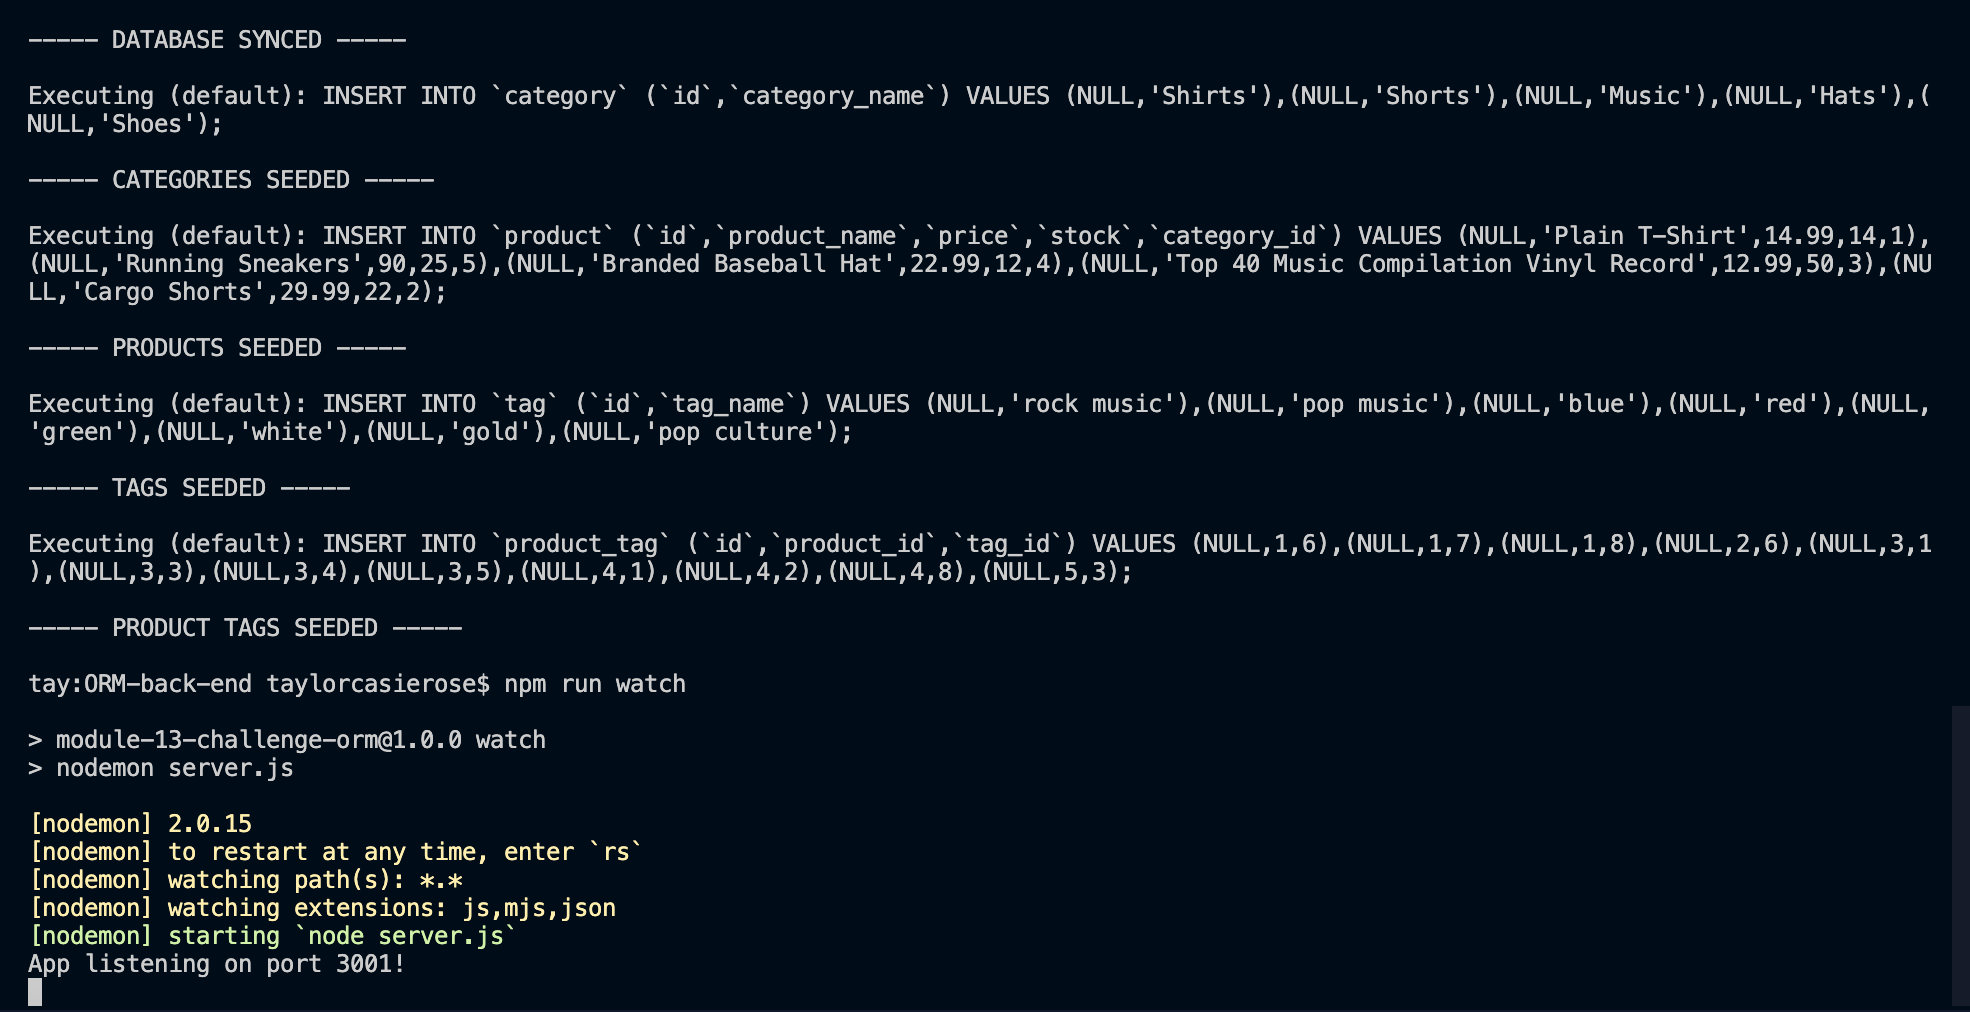 ----- DATABASE SYNCED -----
Executing (default): INSERT INTO `category` (`id`,`category_name`) VALUES (NULL,'Shirts'),(NULL,'Shorts'),(NULL,'Music'),(NULL,'Hats'),(
NULL,'Shoes');
----- CATEGORIES SEEDED -----
Executing (default): INSERT INTO `product` (`id`,`product_name`,`price`,`stock`,`category_id`) VALUES (NULL,'Plain T-Shirt',14.99,14,1),
(NULL,'Running Sneakers',90,25,5),(NULL,'Branded Baseball Hat',22.99,12,4),(NULL,'Top 40 Music Compilation Vinyl Record',12.99,50,3),(NU
LL,'Cargo Shorts',29.99,22,2);
----- PRODUCTS SEEDED -----
Executing (default): INSERT INTO `tag` (`id`,`tag_name`) VALUES (NULL,'rock music'),(NULL,'pop music'),(NULL,'blue'),(NULL,'red'),(NULL,
'green'),(NULL,'white'),(NULL,'gold'),(NULL,'pop culture');
----- TAGS SEEDED -----
Executing (default): INSERT INTO `product_tag` (`id`,`product_id`,`tag_id`) VALUES (NULL,1,6),(NULL,1,7),(NULL,1,8),(NULL,2,6),(NULL,3,1
),(NULL,3,3),(NULL,3,4),(NULL,3,5),(NULL,4,1),(NULL,4,2),(NULL,4,8),(NULL,5,3);
----- PRODUCT TAGS SEEDED -----
tay:ORM-back-end taylorcasierose$ npm run watch
> module-13-challenge-orm@1.0.0 watch
> nodemon server.js
[nodemon] 2.0.15
[nodemon] to restart at any time, enter `rs`
[nodemon] watching path(s): *.*
[nodemon] watching extensions: js,mjs,json
[nodemon] starting `node server.js`
App listening on port 3001!